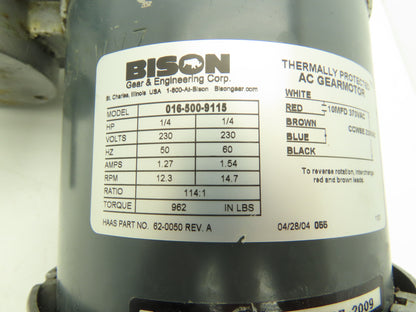 BISON
Gear & Engineering Corp.
St. Charles, Illinois USA 1-800-At-Bison Bisongear.com
MODEL 016-500-9115
HP 1/4 1/4
VOLTS 230 230
HZ 50 60
AMPS 1.27 1.54
RPM 12.3 14.7
RATIO 114:1
TORQUE 962 IN LBS
HAAS PART NO. 62-0050 REV. A
THERMALLY PROTECTED
AC GEARMOTOR
WHITE
RED 10MFD 370VAC
BROWN
BLUE
BLACK
To reverse rotation, interchange
red and brown leads.
04/28/04 055
2009